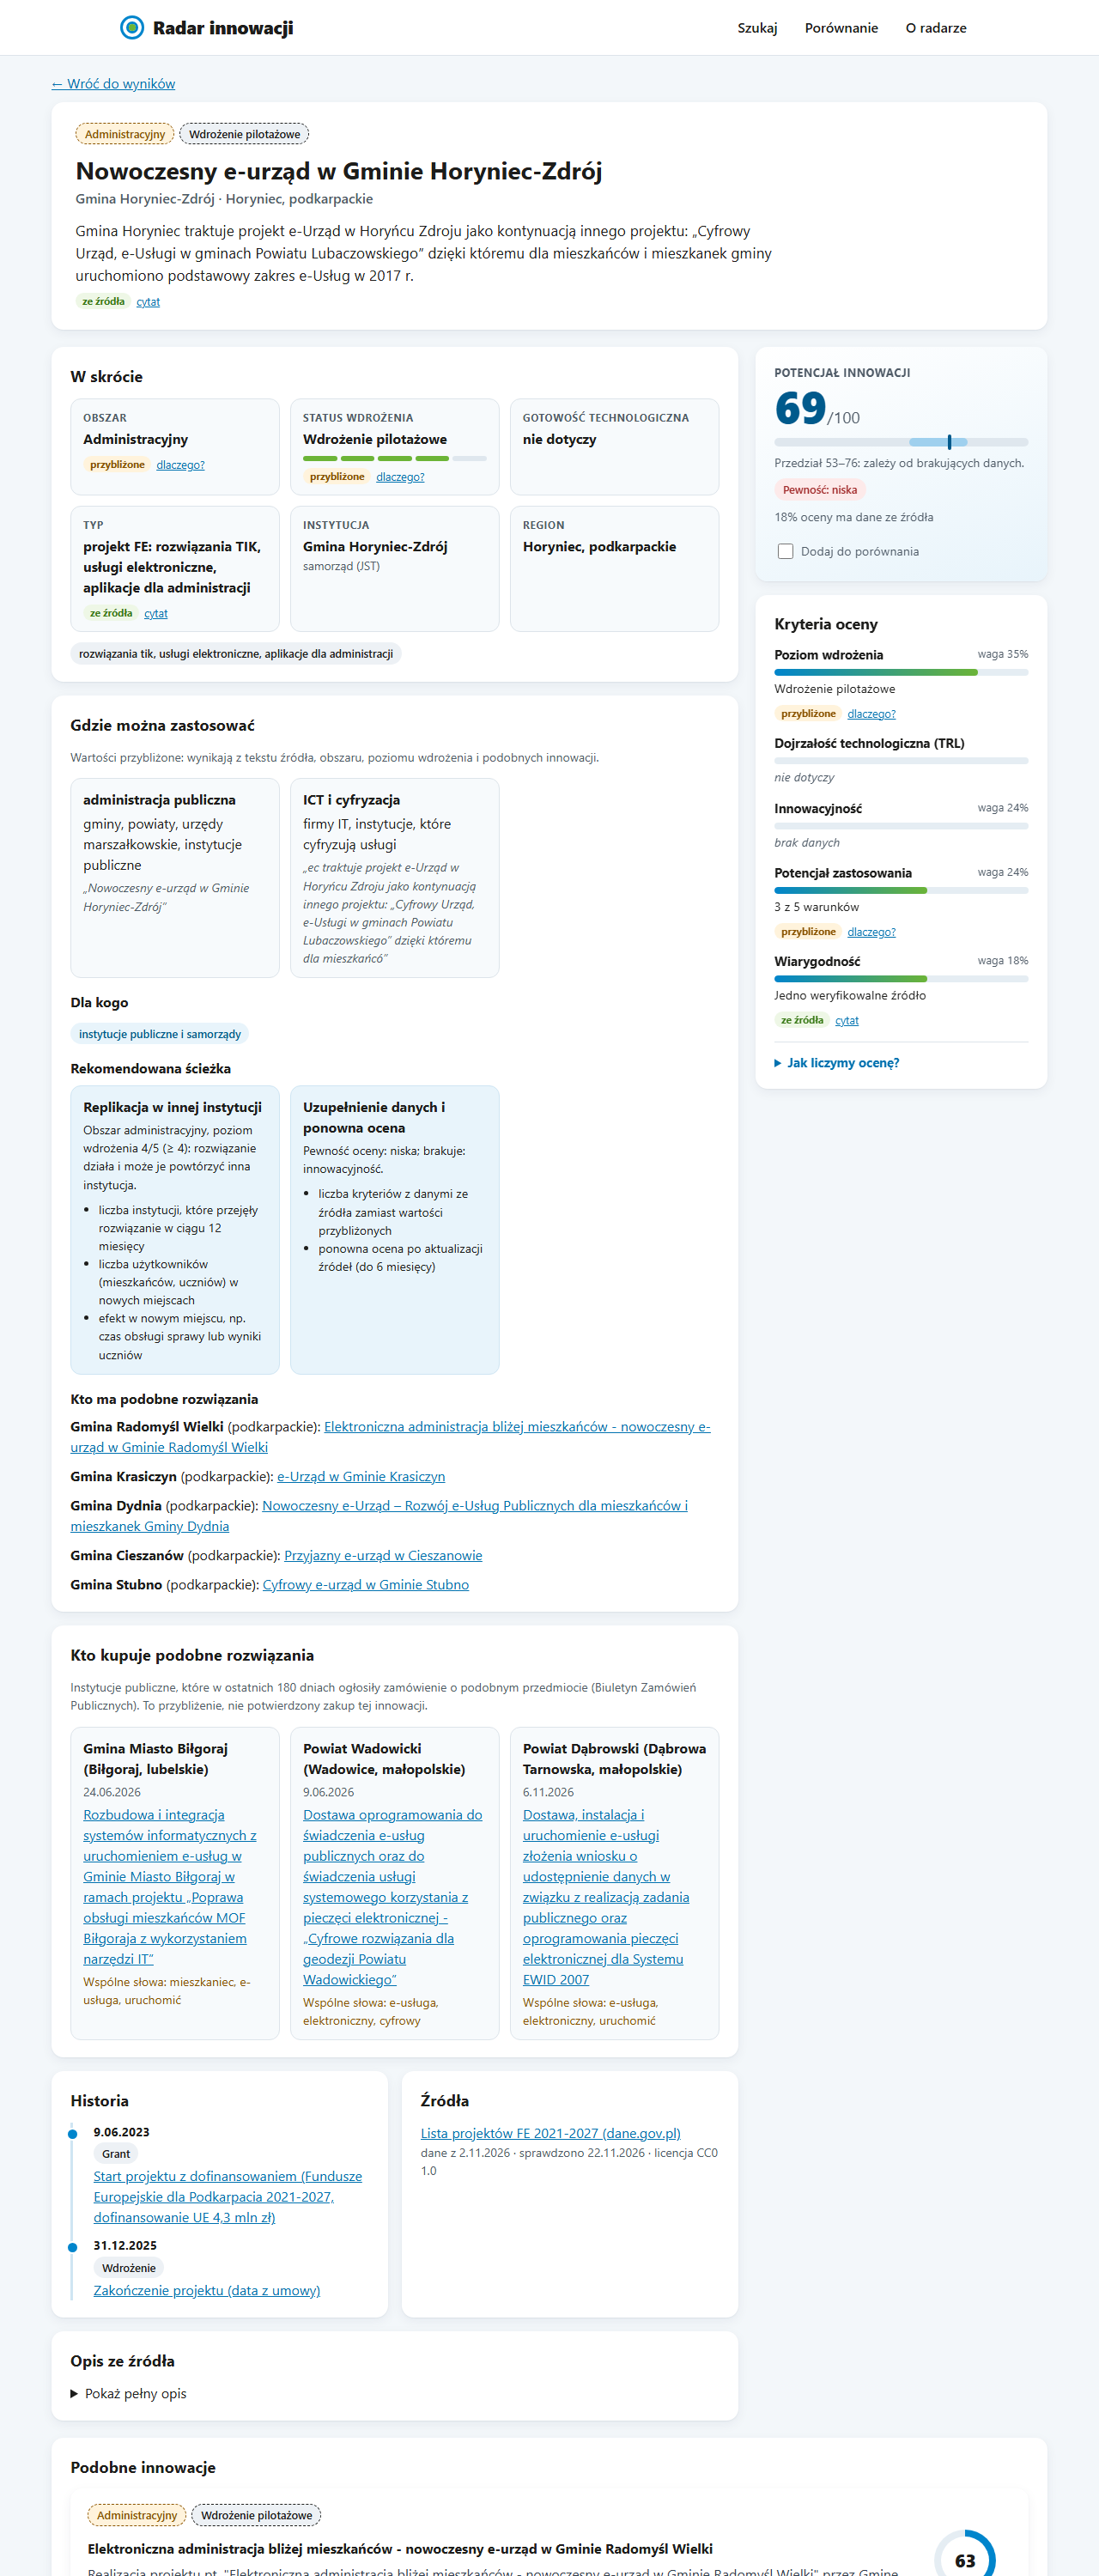 Radar innowacji
Szukaj
Porównanie
O radarze
← Wróć do wyników
Administracyjny
Wdrożenie pilotażowe
Nowoczesny e-urząd w Gminie Horyniec-Zdrój
Gmina Horyniec-Zdrój · Horyniec, podkarpackie
Gmina Horyniec traktuje projekt e-Urząd w Horyńcu Zdroju jako kontynuacją innego projektu: „Cyfrowy
Urząd, e-Usługi w gminach Powiatu Lubaczowskiego” dzięki któremu dla mieszkańców i mieszkanek gminy
uruchomiono podstawowy zakres e-Usług w 2017 r.
ze źródła
cytat
W skrócie
OBSZAR
Administracyjny
przybliżone
dlaczego?
STATUS WDROŻENIA
Wdrożenie pilotażowe
przybliżone
dlaczego?
GOTOWOŚĆ TECHNOLOGICZNA
nie dotyczy
TYP
projekt FE: rozwiązania TIK,
usługi elektroniczne,
aplikacje dla administracji
ze źródła
cytat
INSTYTUCJA
Gmina Horyniec-Zdrój
samorząd (JST)
REGION
Horyniec, podkarpackie
rozwiązania tik, usługi elektroniczne, aplikacje dla administracji
POTENCJAŁ INNOWACJI
69/100
Przedział 53–76: zależy od brakujących danych.
Pewność: niska
18% oceny ma dane ze źródła
Dodaj do porównania
Kryteria oceny
Poziom wdrożenia
waga 35%
Wdrożenie pilotażowe
przybliżone
dlaczego?
Dojrzałość technologiczna (TRL)
nie dotyczy
Innowacyjność
waga 24%
brak danych
Potencjał zastosowania
waga 24%
3 z 5 warunków
przybliżone
dlaczego?
Wiarygodność
waga 18%
Jedno weryfikowalne źródło
ze źródła
cytat
Jak liczymy ocenę?
Gdzie można zastosować
Wartości przybliżone: wynikają z tekstu źródła, obszaru, poziomu wdrożenia i podobnych innowacji.
administracja publiczna
gminy, powiaty, urzędy
marszałkowskie, instytucje
publiczne
„Nowoczesny e-urząd w Gminie
Horyniec-Zdrój”
ICT i cyfryzacja
firmy IT, instytucje, które
cyfryzują usługi
„ec traktuje projekt e-Urząd w
Horyńcu Zdroju jako kontynuacją
innego projektu: „Cyfrowy Urząd,
e-Usługi w gminach Powiatu
Lubaczowskiego” dzięki któremu
dla mieszkańcó”
Dla kogo
instytucje publiczne i samorządy
Rekomendowana ścieżka
Replikacja w innej instytucji
Obszar administracyjny, poziom
wdrożenia 4/5 (≥ 4): rozwiązanie
działa i może je powtórzyć inna
instytucja.
• liczba instytucji, które przejęły
rozwiązanie w ciągu 12
miesięcy
• liczba użytkowników
(mieszkańców, uczniów) w
nowych miejscach
• efekt w nowym miejscu, np.
czas obsługi sprawy lub wyniki
uczniów
Uzupełnienie danych i
ponowna ocena
Pewność oceny: niska; brakuje:
innowacyjność.
• liczba kryteriów z danymi ze
źródła zamiast wartości
przybliżonych
• ponowna ocena po aktualizacji
źródeł (do 6 miesięcy)
Kto ma podobne rozwiązania
Gmina Radomyśl Wielki (podkarpackie): Elektroniczna administracja bliżej mieszkańców - nowoczesny e-
urząd w Gminie Radomyśl Wielki
Gmina Krasiczyn (podkarpackie): e-Urząd w Gminie Krasiczyn
Gmina Dydnia (podkarpackie): Nowoczesny e-Urząd – Rozwój e-Usług Publicznych dla mieszkańców i
mieszkanek Gminy Dydnia
Gmina Cieszanów (podkarpackie): Przyjazny e-urząd w Cieszanowie
Gmina Stubno (podkarpackie): Cyfrowy e-urząd w Gminie Stubno
Kto kupuje podobne rozwiązania
Instytucje publiczne, które w ostatnich 180 dniach ogłosiły zamówienie o podobnym przedmiocie (Biuletyn Zamówień
Publicznych). To przybliżenie, nie potwierdzony zakup tej innowacji.
Gmina Miasto Biłgoraj
(Biłgoraj, lubelskie)
24.06.2026
Rozbudowa i integracja
systemów informatycznych z
uruchomieniem e-usług w
Gminie Miasto Biłgoraj w
ramach projektu „Poprawa
obsługi mieszkańców MOF
Biłgoraja z wykorzystaniem
narzędzi IT”
Wspólne słowa: mieszkaniec, e-
usługa, uruchomić
Powiat Wadowicki
(Wadowice, małopolskie)
9.06.2026
Dostawa oprogramowania do
świadczenia e-usług
publicznych oraz do
świadczenia usługi
systemowego korzystania z
pieczęci elektronicznej -
„Cyfrowe rozwiązania dla
geodezji Powiatu
Wadowickiego”
Wspólne słowa: e-usługa,
elektroniczny, cyfrowy
Powiat Dąbrowski (Dąbrowa
Tarnowska, małopolskie)
6.11.2026
Dostawa, instalacja i
uruchomienie e-usługi
złożenia wniosku o
udostępnienie danych w
związku z realizacją zadania
publicznego oraz
oprogramowania pieczęci
elektronicznej dla Systemu
EWID 2007
Wspólne słowa: e-usługa,
elektroniczny, uruchomić
Historia
9.06.2023
Grant
Start projektu z dofinansowaniem (Fundusze
Europejskie dla Podkarpacia 2021-2027,
dofinansowanie UE 4,3 mln zł)
31.12.2025
Wdrożenie
Zakończenie projektu (data z umowy)
Źródła
Lista projektów FE 2021-2027 (dane.gov.pl)
dane z 2.11.2026 · sprawdzono 22.11.2026 · licencja CC0
1.0
Opis ze źródła
Pokaż pełny opis
Podobne innowacje
Administracyjny
Wdrożenie pilotażowe
Elektroniczna administracja bliżej mieszkańców - nowoczesny e-urząd w Gminie Radomyśl Wielki
Realizacja projektu pt. "Elektroniczna administracja bliżej mieszkańców - nowoczesny e-urząd w Gminie Radomyśl Wielki" przez Gminę
63